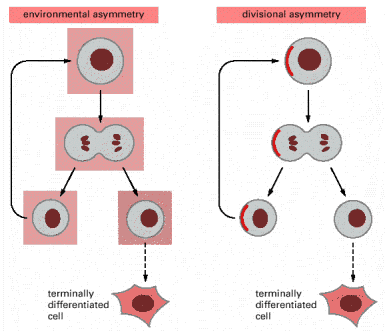 environmental asymmetry
divisional asymmetry
terminally
differentiated
cell
terminally
differentiated
cell